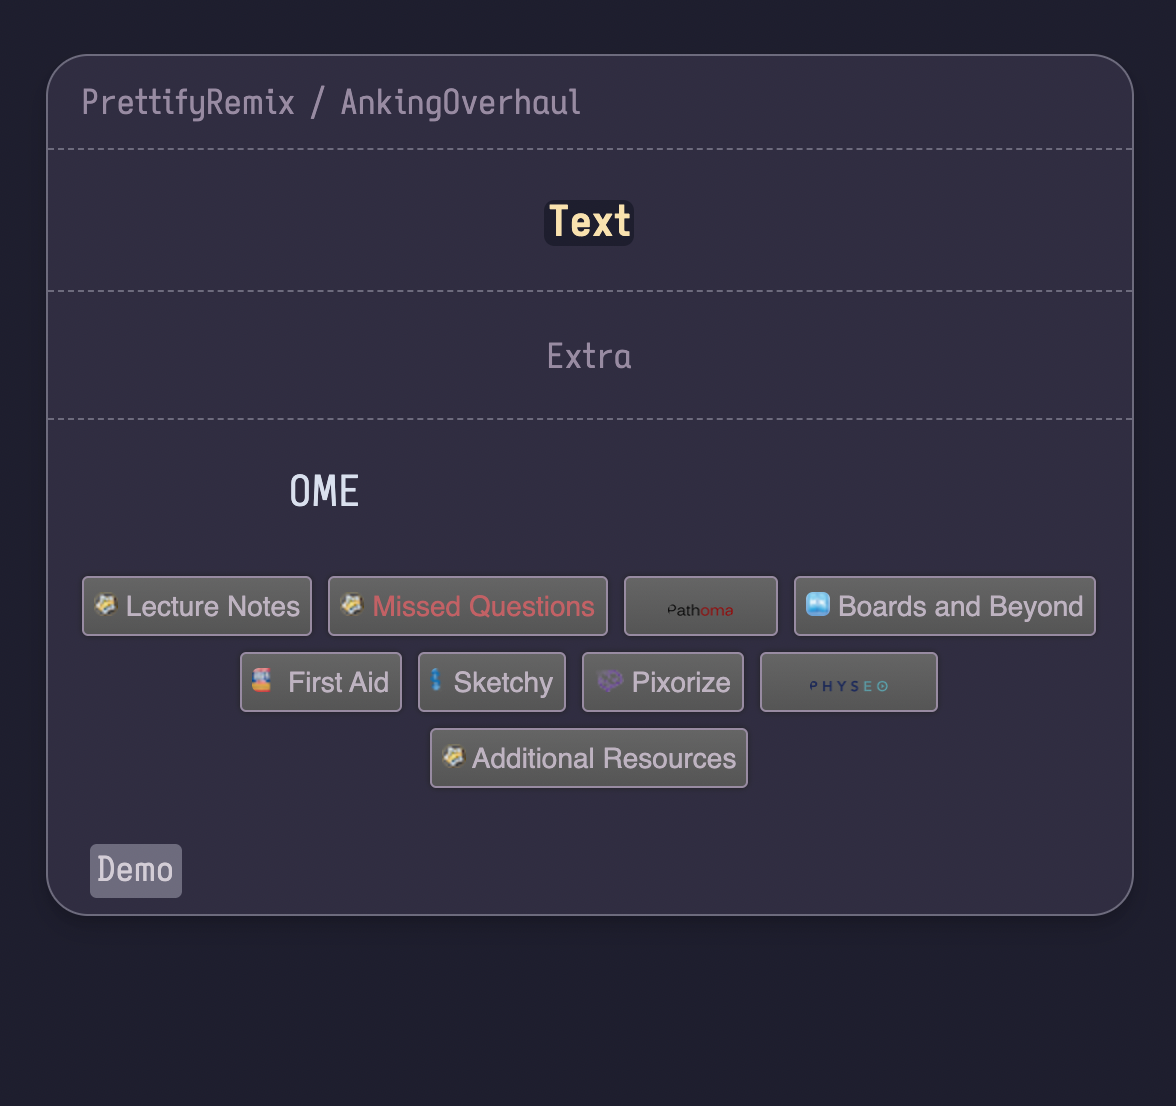 PrettifyRemix / AnkingOverhaul
Text
Extra
OME
Lecture Notes Missed Questions Pathoma Boards and Beyond
First Aid Sketchy Pixorize PHYSEO
Additional Resources
Demo